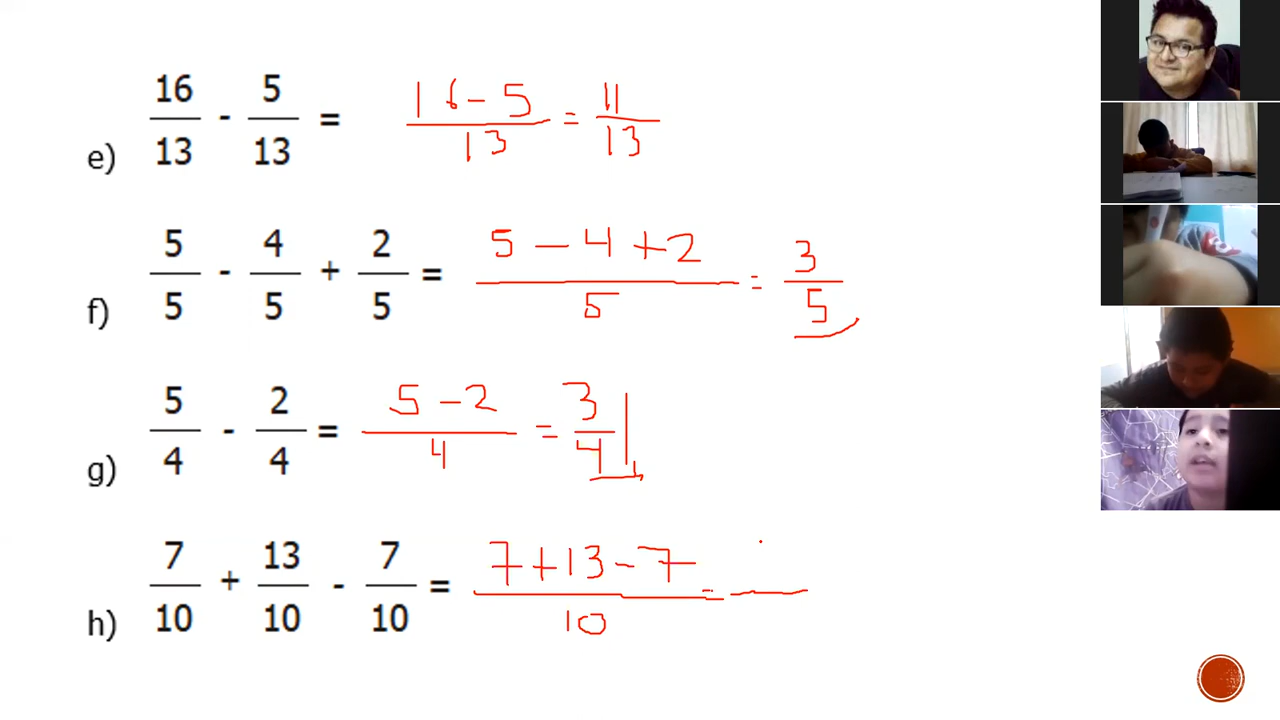 e) 16/13 - 5/13 = 16-5/13 = 11/13
f) 5/5 - 4/5 + 2/5 = 5-4+2/5 = 3/5
g) 5/4 - 2/4 = 5-2/4 = 3/4
h) 7/10 + 13/10 - 7/10 = 7+13-7/10 =